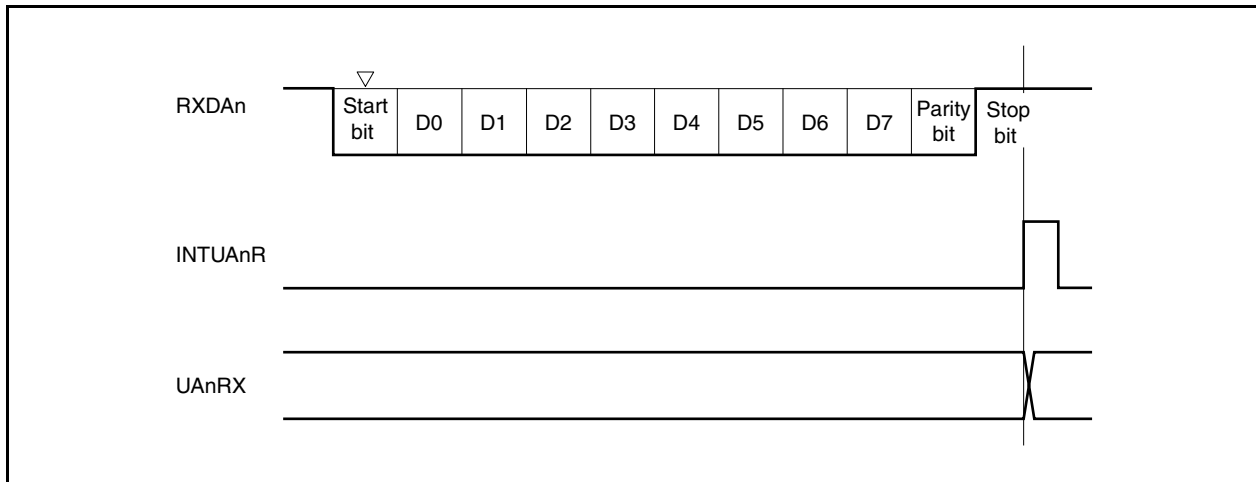 RXDAn
Start
bit
D0
D1
D2
D3
D4
D5
D6
D7
Parity
bit
Stop
bit
INTUAnR
UAnRX